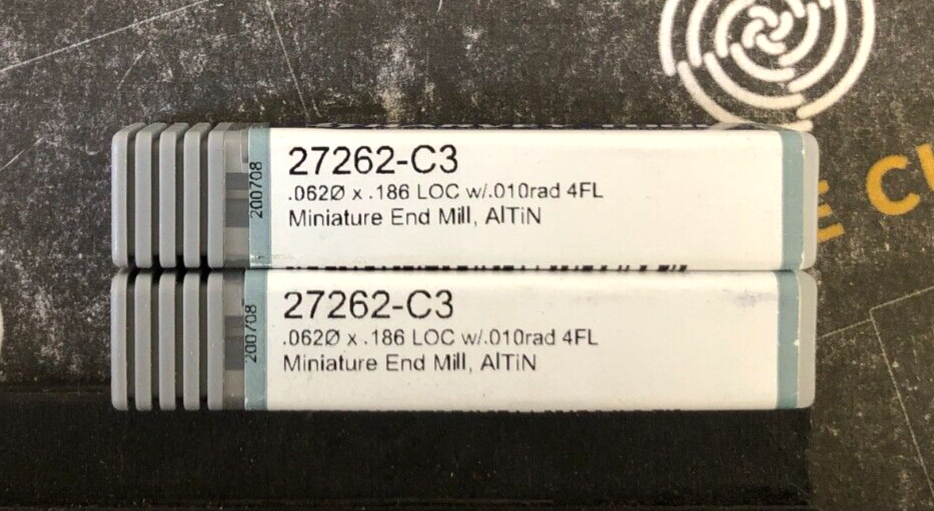 27262-C3
.062Ø x .186 LOC w/.010rad 4FL
Miniature End Mill, AlTiN
200708
27262-C3
.062Ø x .186 LOC w/.010rad 4FL
Miniature End Mill, AlTiN
200708